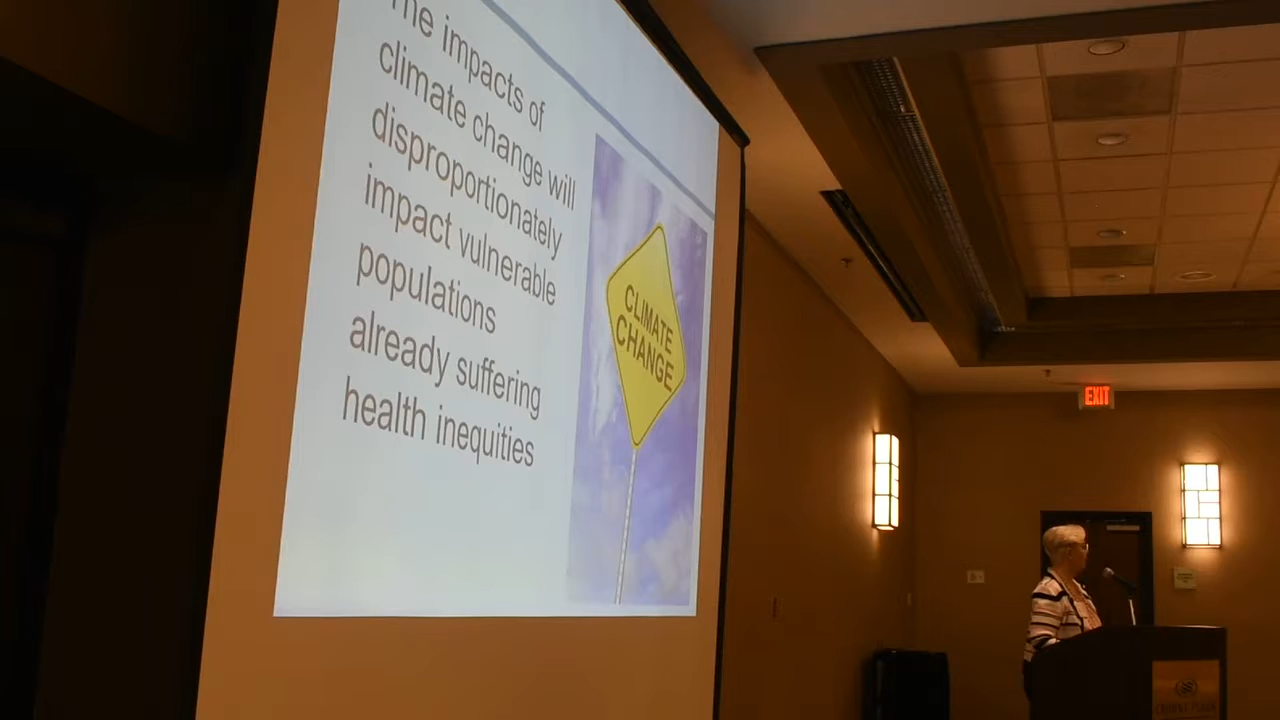 The impacts of
climate change will
disproportionately
impact vulnerable
populations
already suffering
health inequities
CLIMATE
CHANGE
EXIT